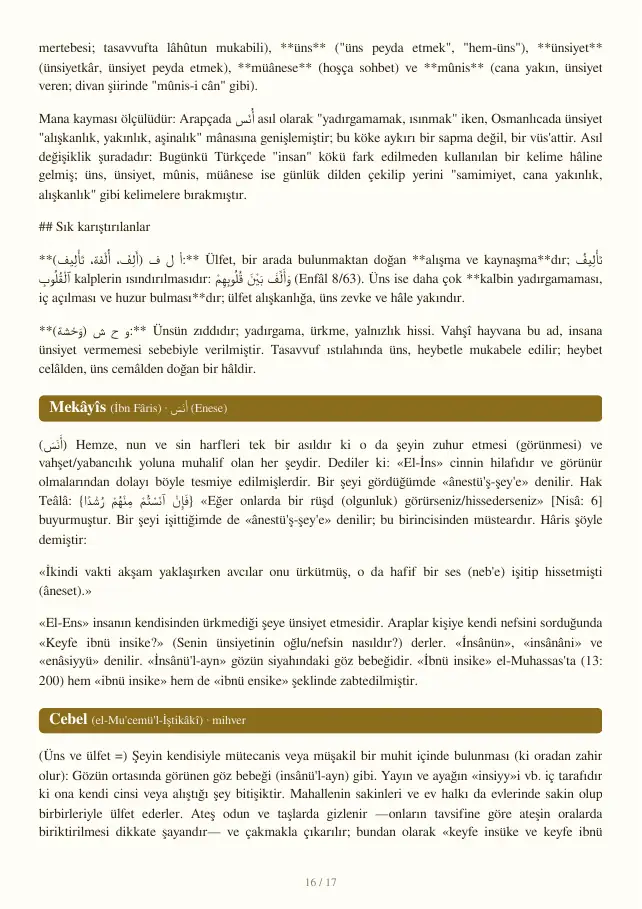 mertebesi; tasavvufta lâhûtun mukabili), **üns** ("üns peyda etmek", "hem-üns"), **ünsiyet**
(ünsiyetkâr, ünsiyet peyda etmek), **müânese** (hoşça sohbet) ve **mûnis** (cana yakın, ünsiyet
veren; divan şiirinde "mûnis-i cân" gibi).
Mana kayması ölçülüdür: Arapçada أُنْس asıl olarak "yadırgamamak, ısınmak" iken, Osmanlıcada ünsiyet
"alışkanlık, yakınlık, aşinalık" mânasına genişlemiştir; bu köke aykırı bir sapma değil, bir vüs'attir. Asıl
değişiklik şuradadır: Bugünkü Türkçede "insan" kökü fark edilmeden kullanılan bir kelime hâline
gelmiş; üns, ünsiyet, mûnis, müânese ise günlük dilden çekilip yerini "samimiyet, cana yakınlık,
alışkanlık" gibi kelimelere bırakmıştır.
## Sık karıştırılanlar
**أ ل ف (أَلِفَ، أُلْفَة، تَأْلِيف):** Ülfet, bir arada bulunmaktan doğan **alışma ve kaynaşma**dır; تَأْلِيفُ
الْقُلُوبِ kalplerin ısındırılmasıdır: وَأَلَّفَ بَيْنَ قُلُوبِهِمْ (Enfâl 8/63). Üns ise daha çok **kalbin yadırgamaması,
iç açılması ve huzur bulması**dır; ülfet alışkanlığa, üns zevke ve hâle yakındır.
**و ح ش (وَحْشَة):** Ünsün zıddıdır; yadırgama, ürkme, yalnızlık hissi. Vahşî hayvana bu ad, insana
ünsiyet vermemesi sebebiyle verilmiştir. Tasavvuf ıstılahında üns, heybetle mukabele edilir; heybet
celâlden, üns cemâlden doğan bir hâldir.
Mekâyîs (İbn Fâris) · أَنَسَ (Enese)
(أَنَسَ) Hemze, nun ve sin harfleri tek bir asıldır ki o da şeyin zuhur etmesi (görünmesi) ve
vahşet/yabancılık yoluna muhalif olan her şeydir. Dediler ki: «El-İns» cinnin hilafıdır ve görünür
olmalarından dolayı böyle tesmiye edilmişlerdir. Bir şeyi gördüğümde «ânestü'ş-şey'e» denilir. Hak
Teâlâ: {فَإِنْ آنَسْتُمْ مِنْهُمْ رُشْدًا} «Eğer onlarda bir rüşd (olgunluk) görürseniz/hissederseniz» [Nisâ: 6]
buyurmuştur. Bir şeyi işittiğimde de «ânestü'ş-şey'e» denilir; bu birincisinden müsteardır. Hâris şöyle
demiştir:
«İkindi vakti akşam yaklaşırken avcılar onu ürkütmüş, o da hafif bir ses (neb'e) işitip hissetmişti
(âneset).»
«El-Ens» insanın kendisinden ürkmediği şeye ünsiyet etmesidir. Araplar kişiye kendi nefsini sorduğunda
«Keyfe ibnü insike?» (Senin ünsiyetinin oğlu/nefsin nasıldır?) derler. «İnsânün», «insânâni» ve
«enâsiyyü» denilir. «İnsânü'l-ayn» gözün siyahındaki göz bebeğidir. «İbnü insike» el-Muhassas'ta (13:
200) hem «ibnü insike» hem de «ibnü ensike» şeklinde zabtedilmiştir.
Cebel (el-Mu'cemü'l-İştikâkî) · mihver
(Üns ve ülfet =) Şeyin kendisiyle mütecanis veya müşakil bir muhit içinde bulunması (ki oradan zahir
olur): Gözün ortasında görünen göz bebeği (insânü'l-ayn) gibi. Yayın ve ayağın «insiyy»i vb. iç tarafıdır
ki ona kendi cinsi veya alıştığı şey bitişiktir. Mahallenin sakinleri ve ev halkı da evlerinde sakin olup
birbirleriyle ülfet ederler. Ateş odun ve taşlarda gizlenir —onların tavsifine göre ateşin oralarda
biriktirilmesi dikkate şayandır— ve çakmakla çıkarılır; bundan olarak «keyfe insüke ve keyfe ibnü
16 / 17